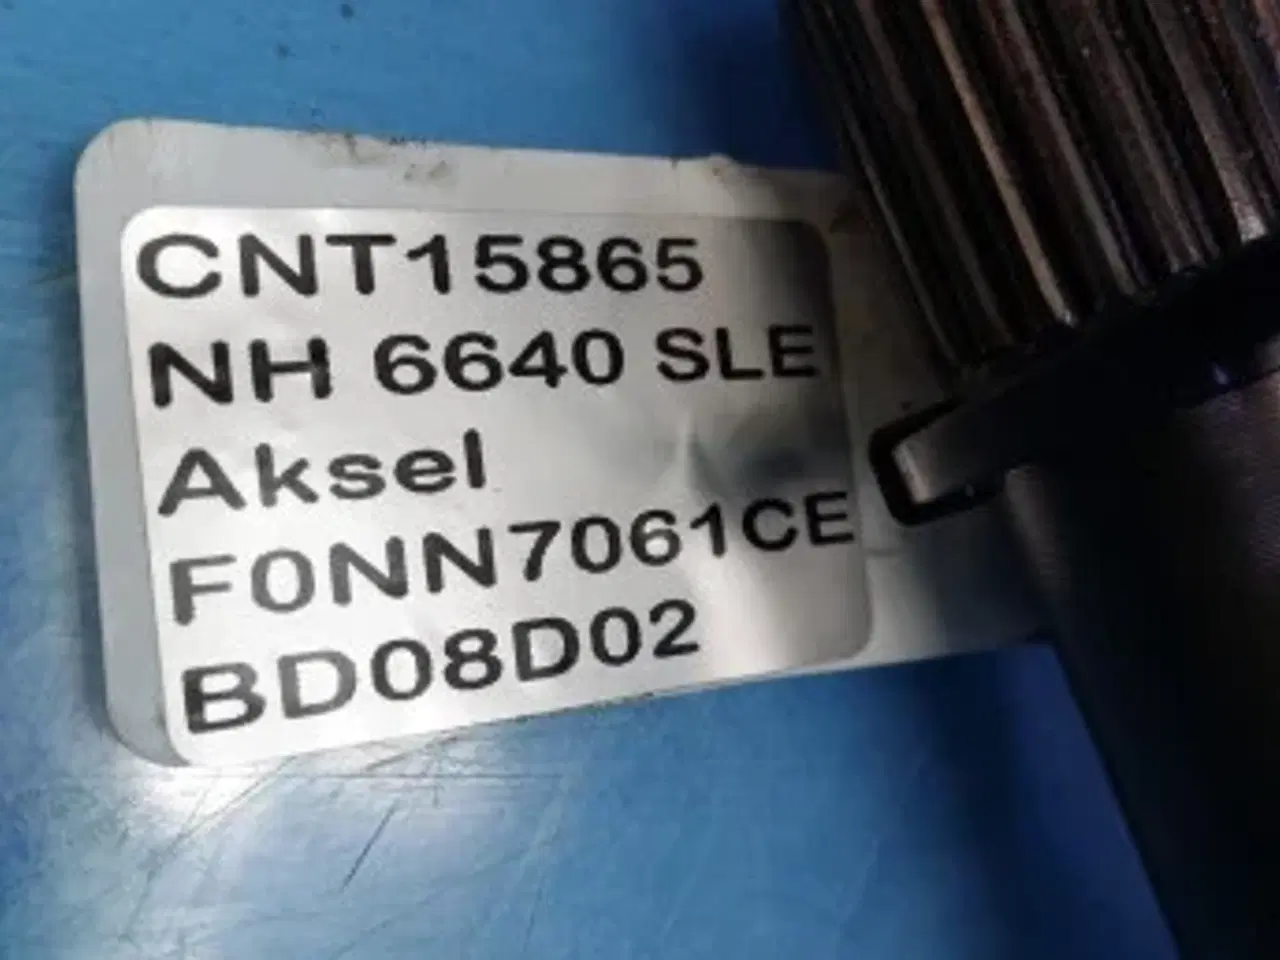 CNT15865
NH 6640 SLE
Aksel
F0NN7061CE
BD08D02